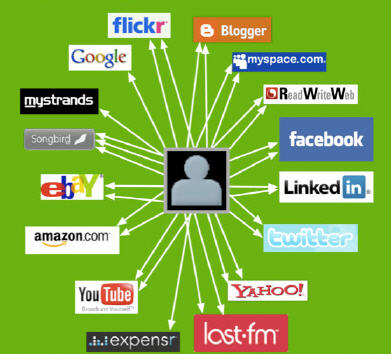 flickr
Blogger
Google
myspace.com
ReadWriteWeb
mystrands
facebook
Songbird
ebay
LinkedIn
amazon.com
twitter
YouTube
Broadcast Yourself
YAHOO!
expensr
last·fm